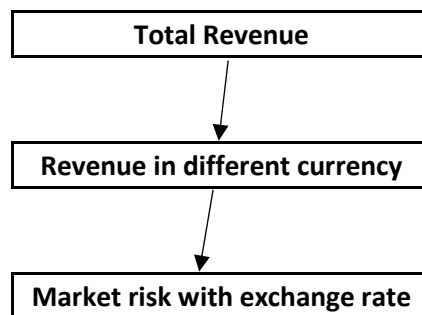 Total Revenue
Revenue in different currency
Market risk with exchange rate